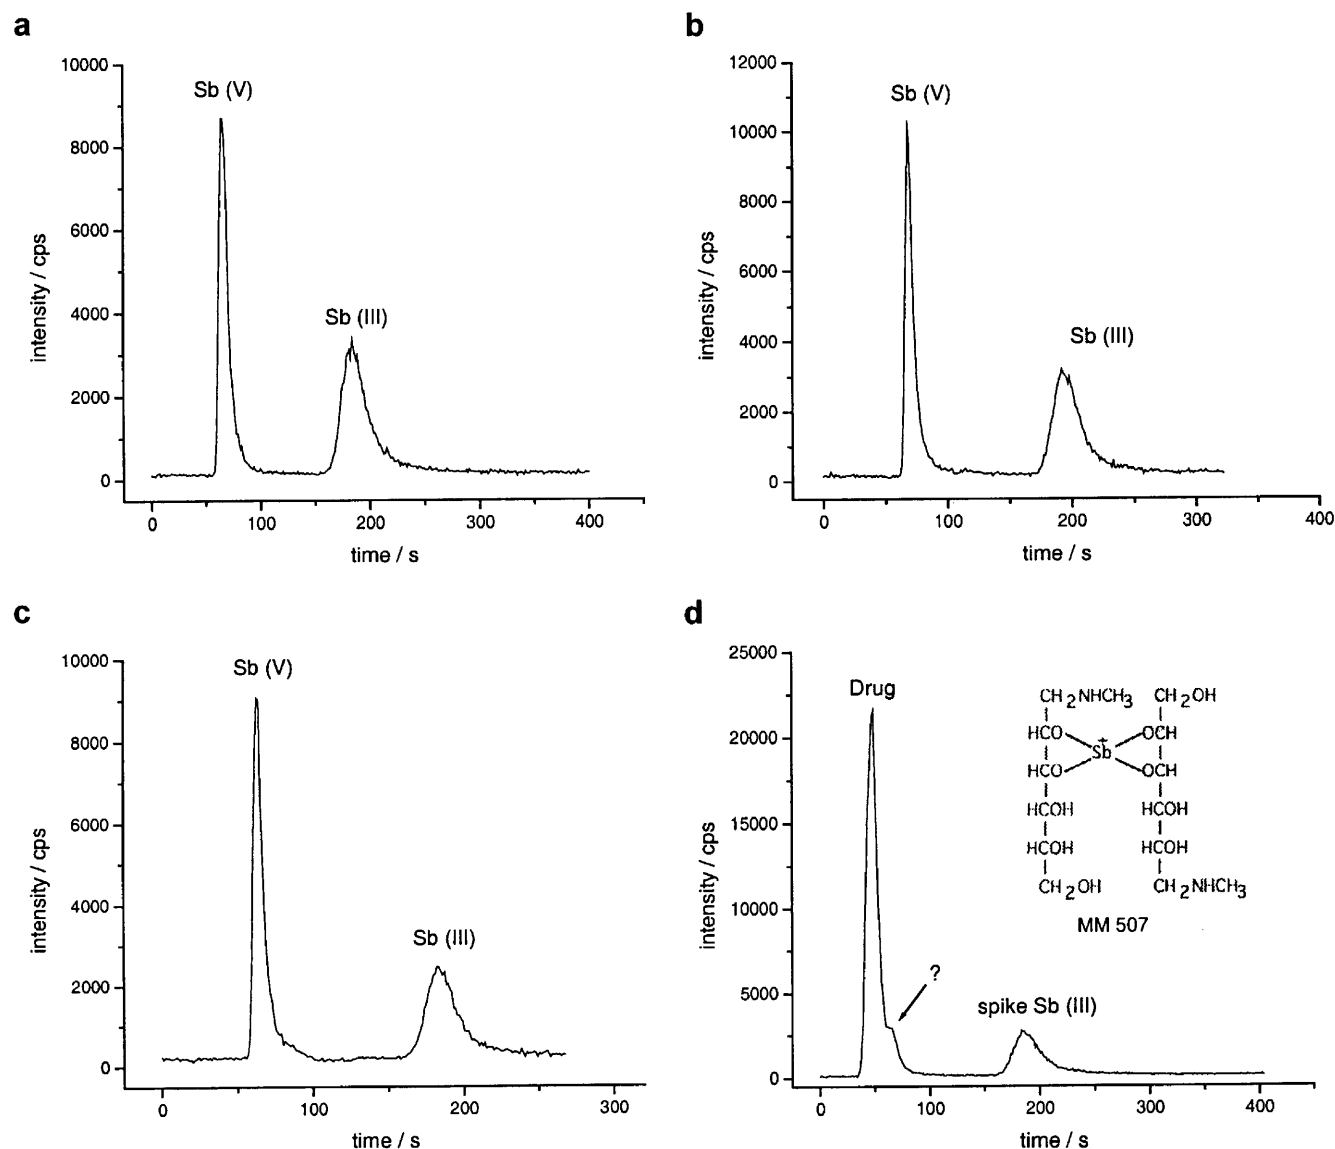 a
10000
8000
6000
4000
2000
0
intensity / cps
Sb (V)
Sb (III)
0 100 200 300 400
time / s
b
12000
10000
8000
6000
4000
2000
0
intensity / cps
Sb (V)
Sb (III)
0 100 200 300 400
time / s
c
10000
8000
6000
4000
2000
0
intensity / cps
Sb (V)
Sb (III)
0 100 200 300
time / s
d
25000
20000
15000
10000
5000
0
intensity / cps
Drug
?
spike Sb (III)
CH2NHCH3 CH2OH
HCO OCH
+
Sb
HCO OCH
HCOH HCOH
HCOH HCOH
CH2OH CH2NHCH3
MM 507
0 100 200 300 400
time / s